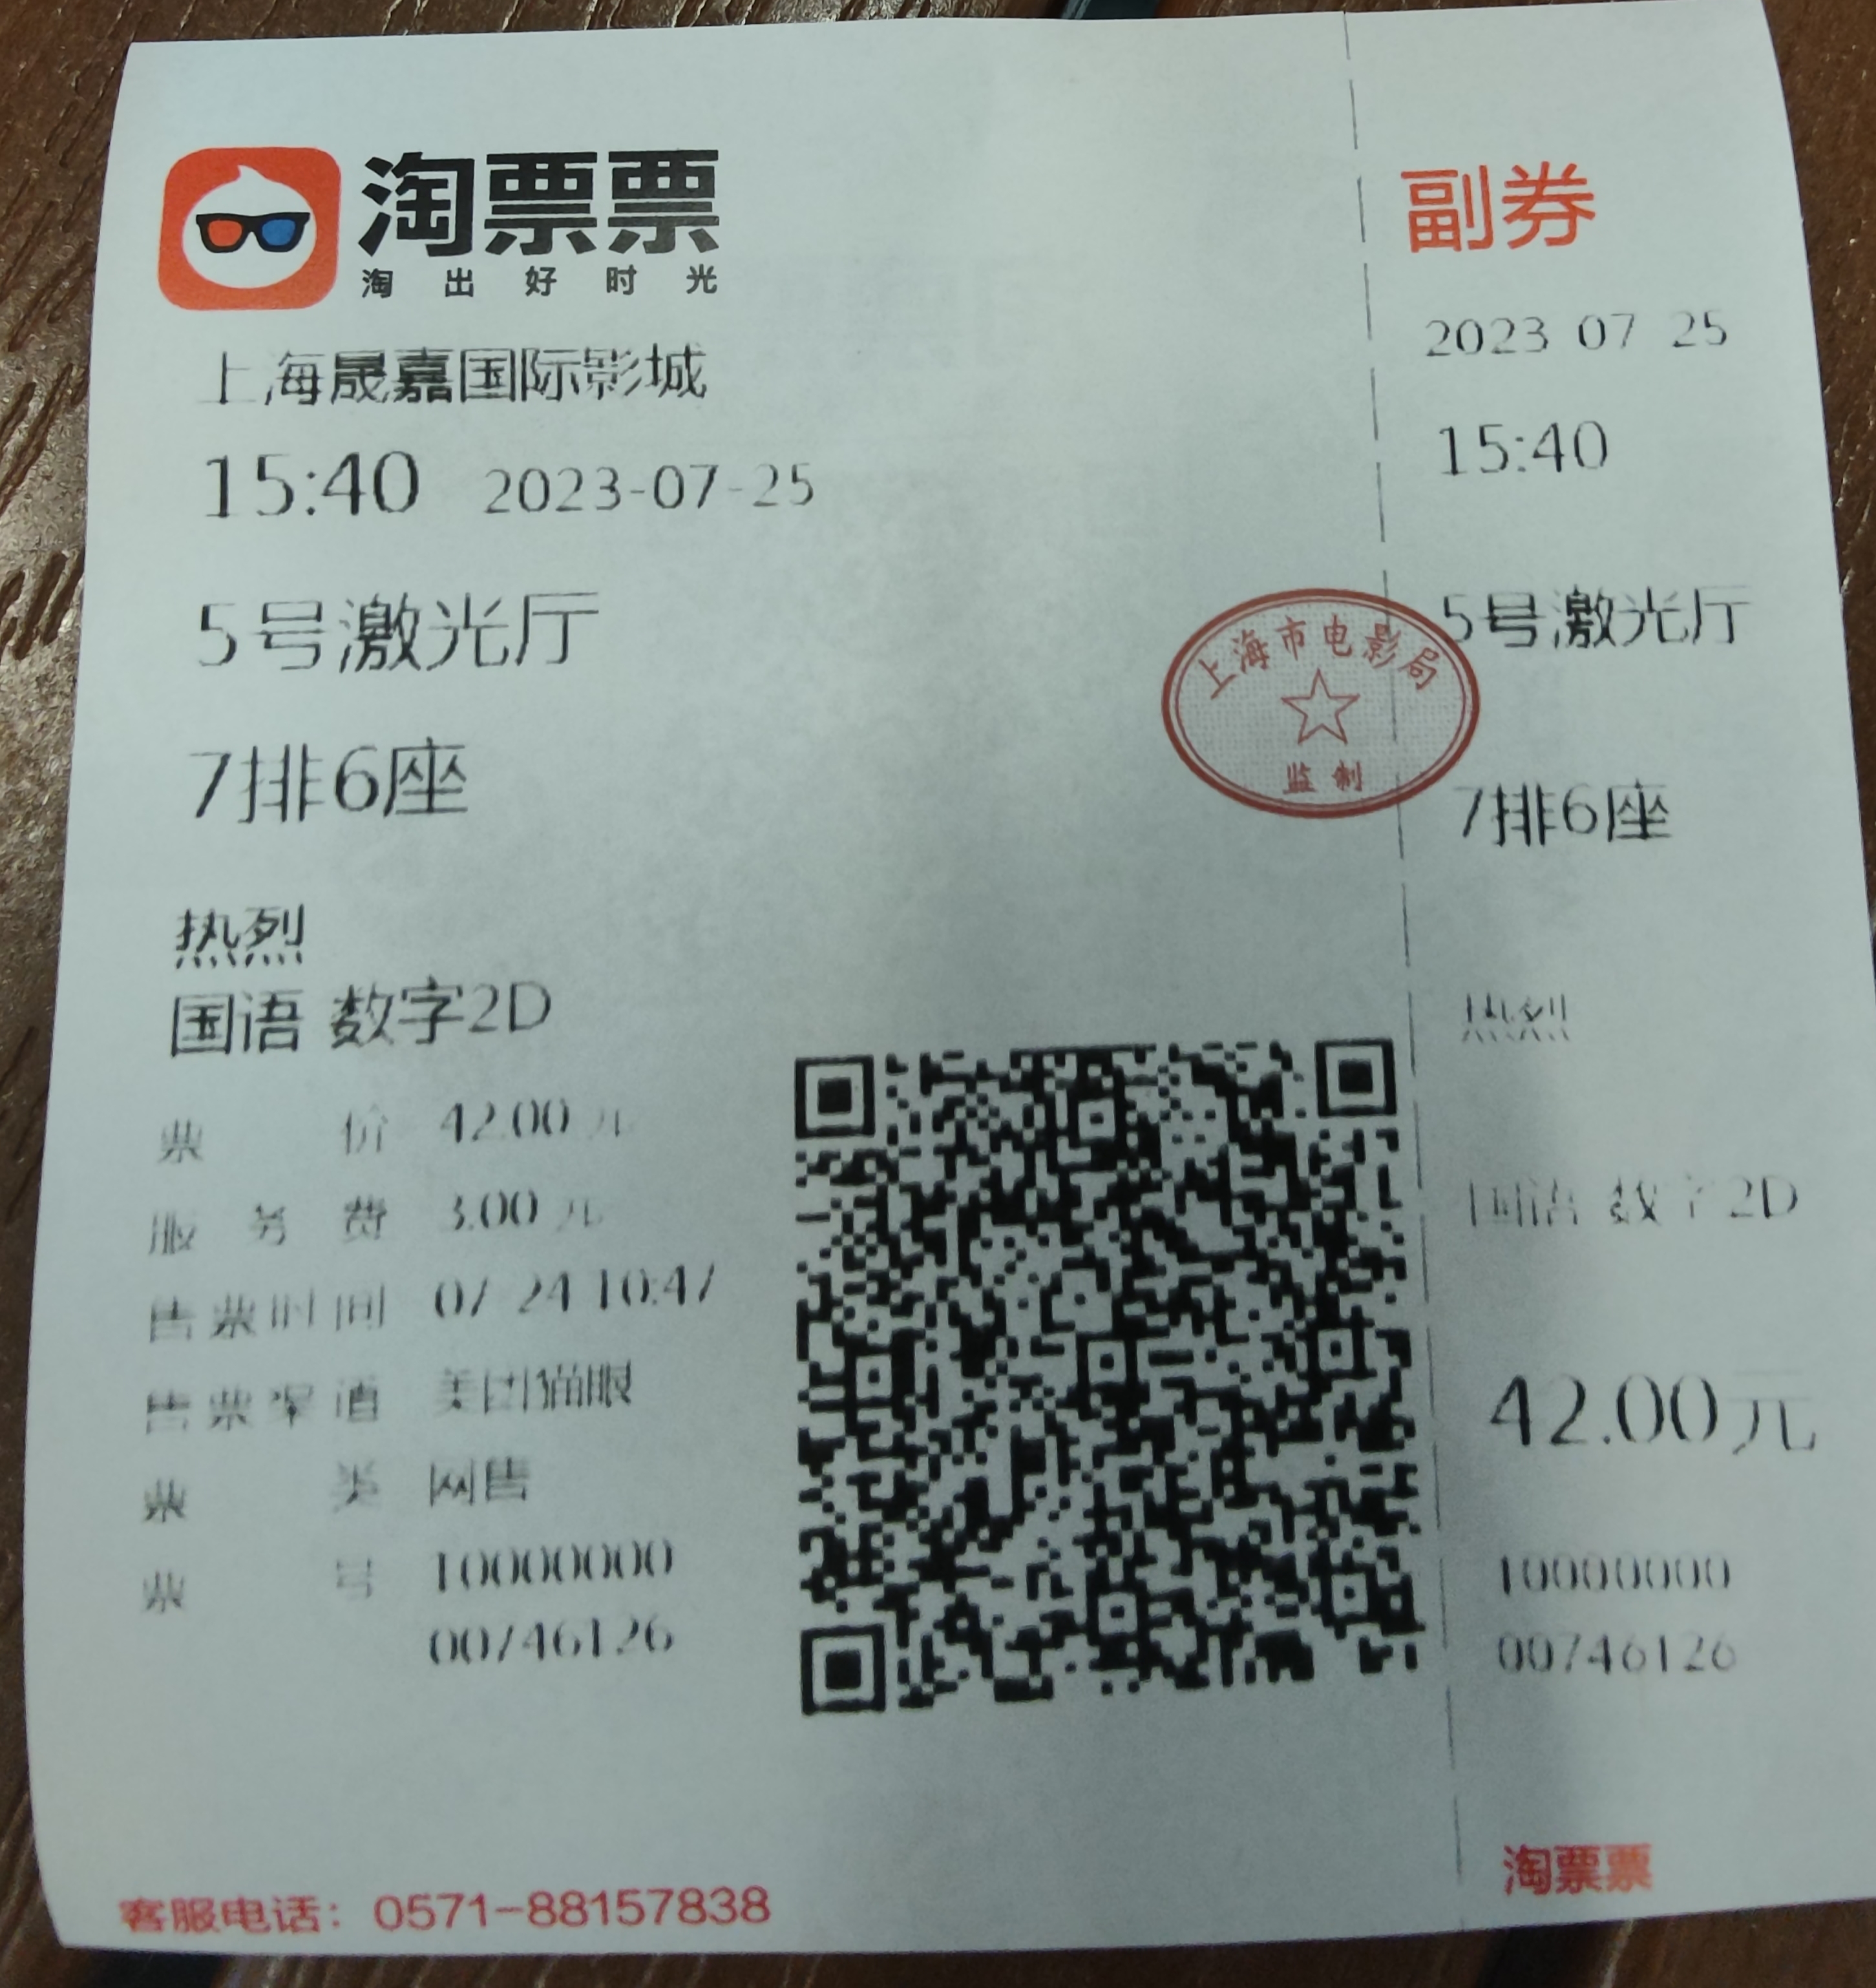 淘票票
淘出好时光
上海晟嘉国际影城
15:40 2023-07-25
5号激光厅
7排6座
热烈
国语 数字2D
票价 42.00元
服务费 3.00元
售票时间 07-24 10:47
售票渠道 美团猫眼
票类 网售
票号 10000000
00746126
客服电话：0571-88157838
上海市电影局
监制
副券
2023 07 25
15:40
5号激光厅
7排6座
热烈
国语 数字2D
42.00元
10000000
00746126
淘票票